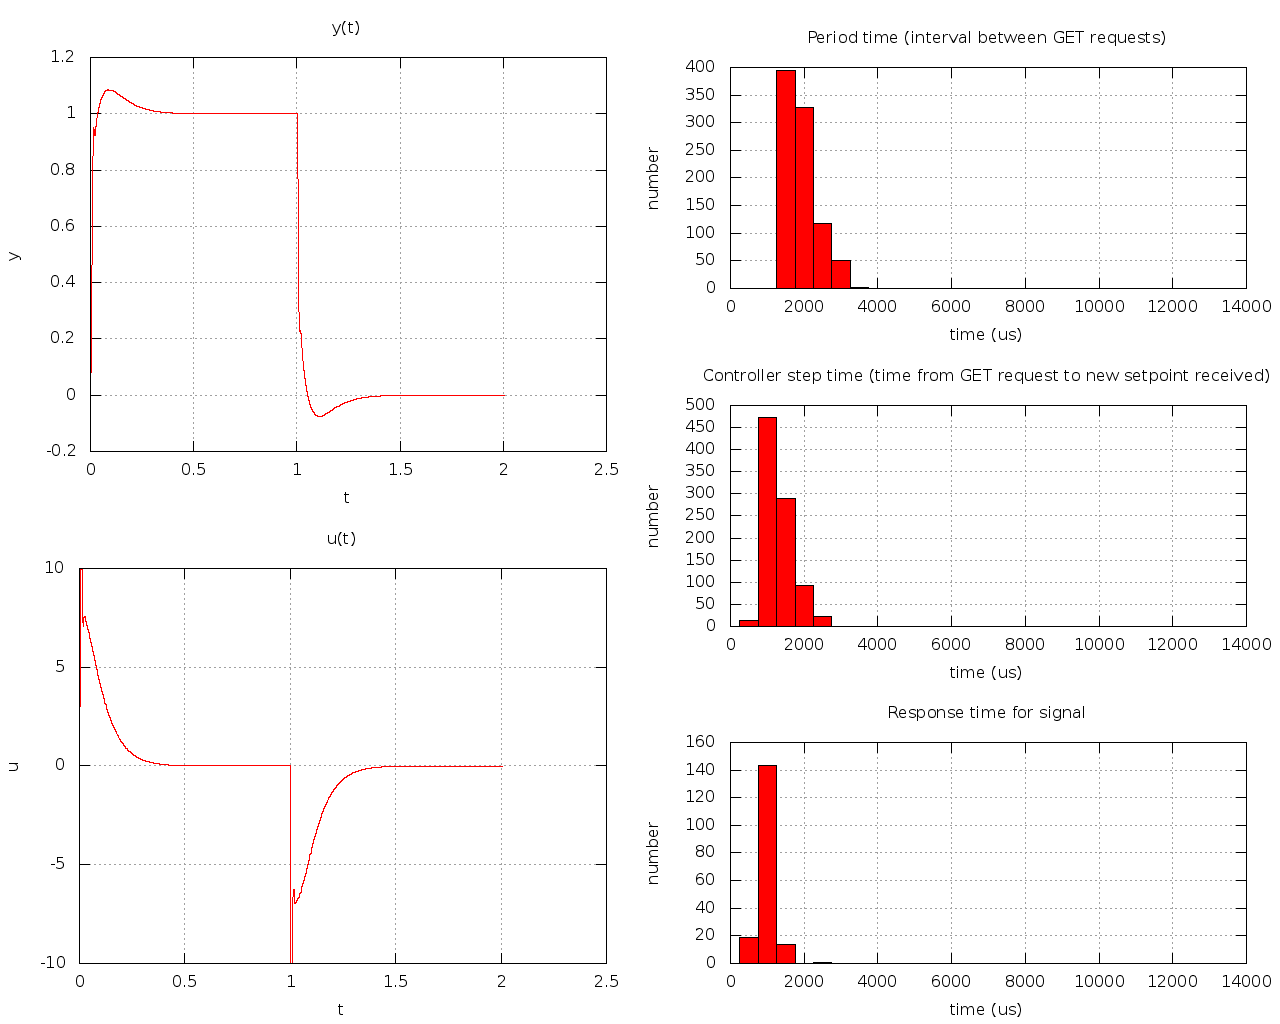 y(t)
1.2
1
0.8
0.6
0.4
0.2
0
-0.2
y
0 0.5 1 1.5 2 2.5
t
u(t)
10
5
0
-5
-10
u
0 0.5 1 1.5 2 2.5
t
Period time (interval between GET requests)
400
350
300
250
200
150
100
50
0
number
0 2000 4000 6000 8000 10000 12000 14000
time (us)
Controller step time (time from GET request to new setpoint received)
500
450
400
350
300
250
200
150
100
50
0
number
0 2000 4000 6000 8000 10000 12000 14000
time (us)
Response time for signal
160
140
120
100
80
60
40
20
0
number
0 2000 4000 6000 8000 10000 12000 14000
time (us)